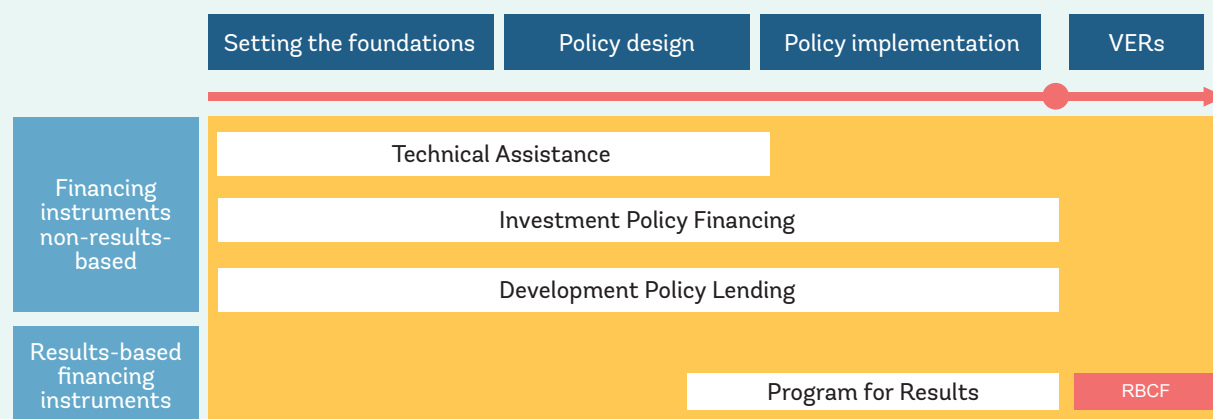 Setting the foundations
Policy design
Policy implementation
VERs
Financing
instruments
non-results-
based
Technical Assistance
Investment Policy Financing
Development Policy Lending
Results-based
financing
instruments
Program for Results
RBCF